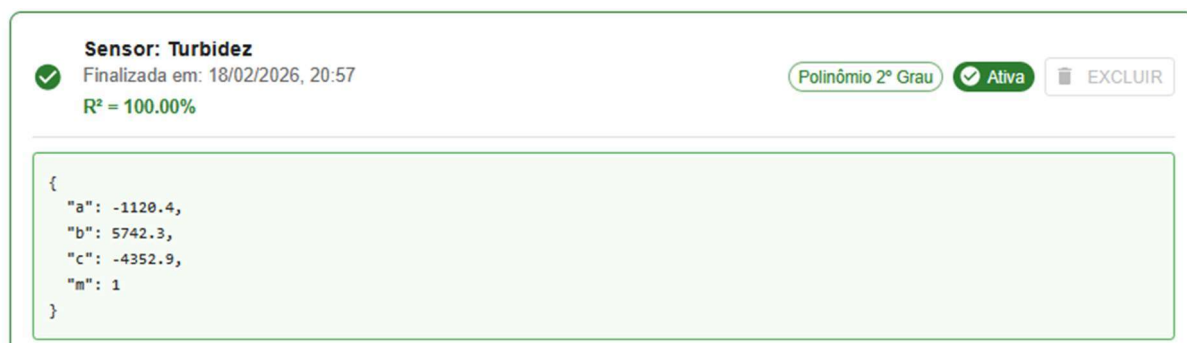 Sensor: Turbidez
Finalizada em: 18/02/2026, 20:57
R² = 100.00%
Polinômio 2º Grau
Ativa
EXCLUIR
{
"a": -1120.4,
"b": 5742.3,
"c": -4352.9,
"m": 1
}